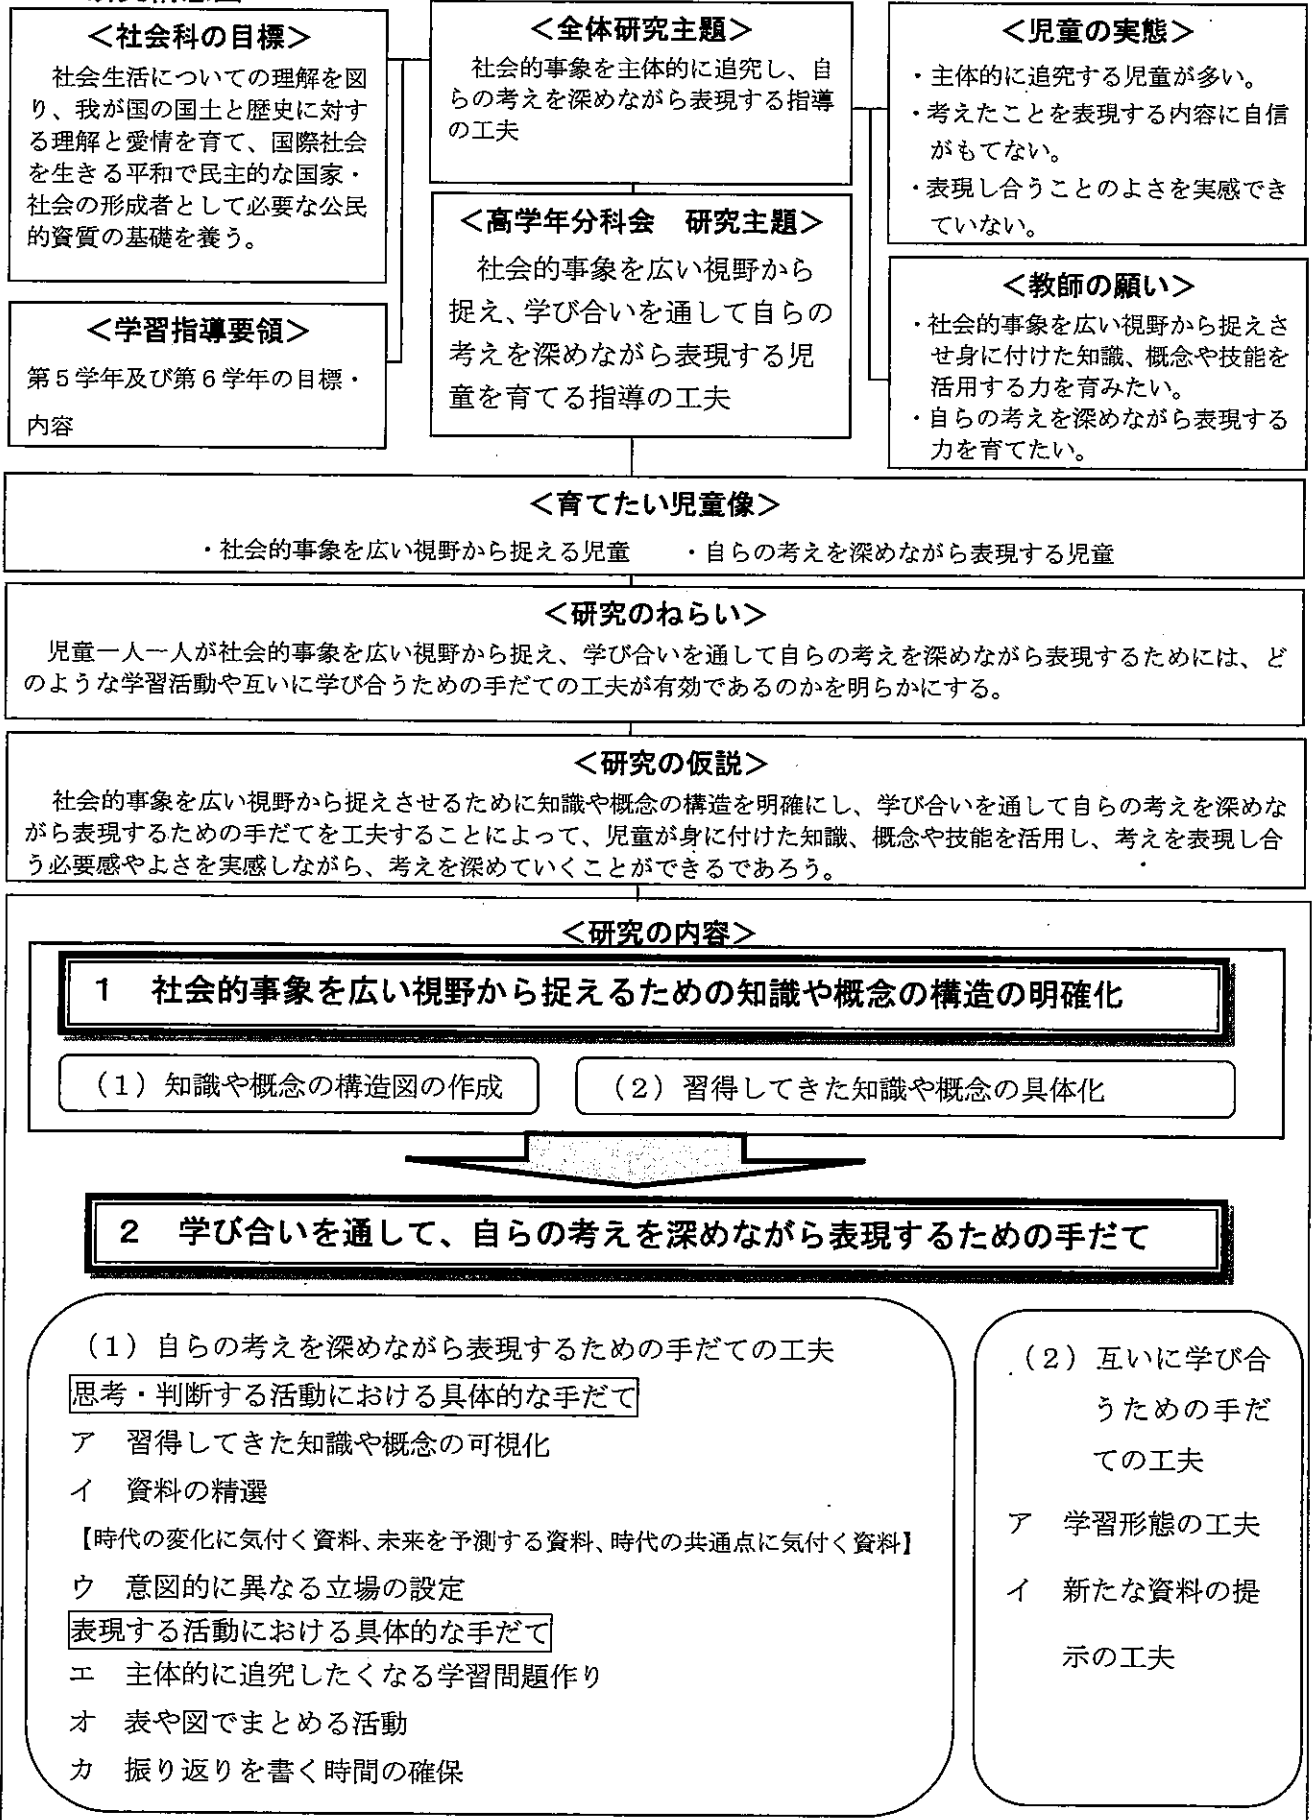 ＜社会科の目標＞
社会生活についての理解を図
り、我が国の国土と歴史に対す
る理解と愛情を育て、国際社会
を生きる平和で民主的な国家・
社会の形成者として必要な公民
的資質の基礎を養う。
＜学習指導要領＞
第５学年及び第６学年の目標・
内容
＜全体研究主題＞
社会的事象を主体的に追究し、自
らの考えを深めながら表現する指導
の工夫
＜高学年分科会　研究主題＞
社会的事象を広い視野から
捉え、学び合いを通して自らの
考えを深めながら表現する児
童を育てる指導の工夫
＜児童の実態＞
・主体的に追究する児童が多い。
・考えたことを表現する内容に自信
がもてない。
・表現し合うことのよさを実感でき
ていない。
＜教師の願い＞
・社会的事象を広い視野から捉えさ
せ身に付けた知識、概念や技能を
活用する力を育みたい。
・自らの考えを深めながら表現する
力を育てたい。
＜育てたい児童像＞
・社会的事象を広い視野から捉える児童　　・自らの考えを深めながら表現する児童
＜研究のねらい＞
児童一人一人が社会的事象を広い視野から捉え、学び合いを通して自らの考えを深めながら表現するためには、ど
のような学習活動や互いに学び合うための手だての工夫が有効であるのかを明らかにする。
＜研究の仮説＞
社会的事象を広い視野から捉えさせるために知識や概念の構造を明確にし、学び合いを通して自らの考えを深めな
がら表現するための手だてを工夫することによって、児童が身に付けた知識、概念や技能を活用し、考えを表現し合
う必要感やよさを実感しながら、考えを深めていくことができるであろう。
＜研究の内容＞
１　社会的事象を広い視野から捉えるための知識や概念の構造の明確化
（１）知識や概念の構造図の作成
（２）習得してきた知識や概念の具体化
２　学び合いを通して、自らの考えを深めながら表現するための手だて
（１）自らの考えを深めながら表現するための手だての工夫
思考・判断する活動における具体的な手だて
ア　習得してきた知識や概念の可視化
イ　資料の精選
【時代の変化に気付く資料、未来を予測する資料、時代の共通点に気付く資料】
ウ　意図的に異なる立場の設定
表現する活動における具体的な手だて
エ　主体的に追究したくなる学習問題作り
オ　表や図でまとめる活動
カ　振り返りを書く時間の確保
（２）互いに学び合
うための手だ
ての工夫
ア　学習形態の工夫
イ　新たな資料の提
示の工夫